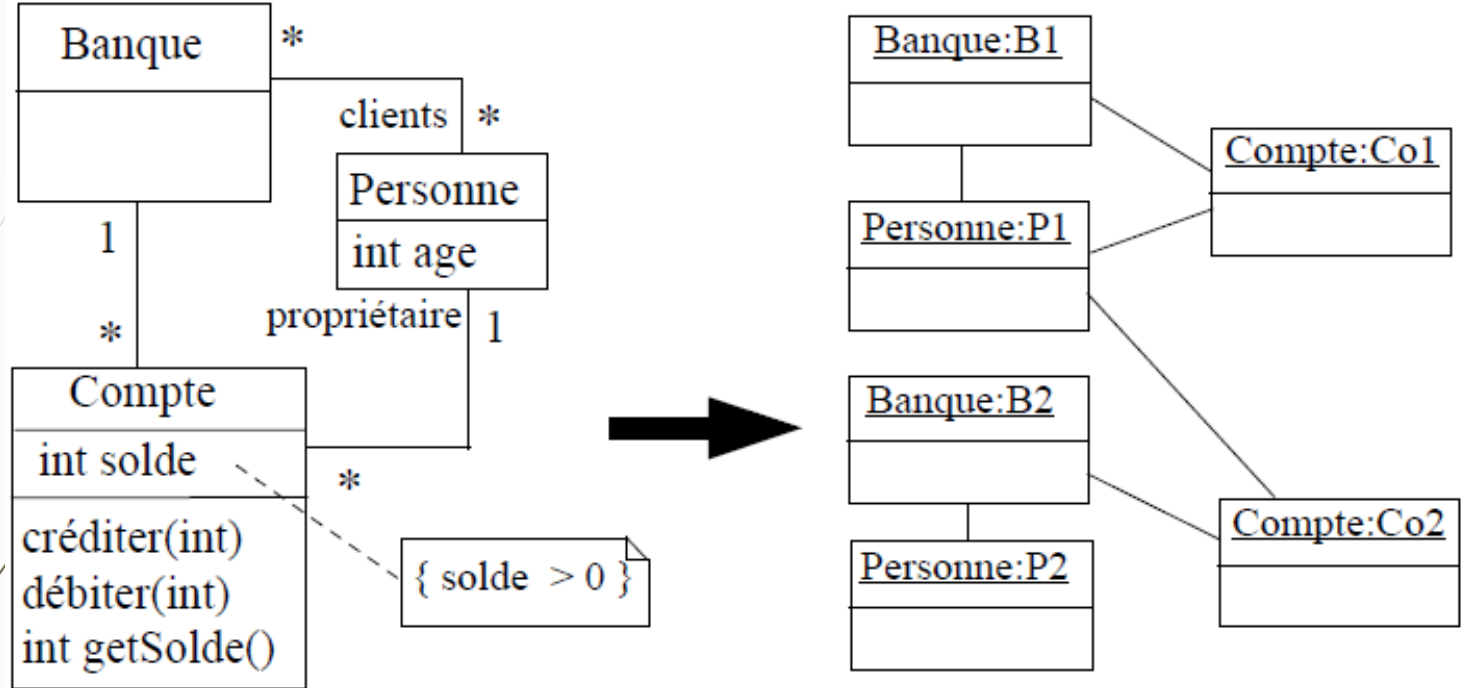 Banque
*
clients
*
Personne
int age
1
propriétaire
1
*
Compte
int solde
*
créditer(int)
débiter(int)
int getSolde()
{ solde > 0 }
Banque:B1
Compte:Co1
Personne:P1
Banque:B2
Compte:Co2
Personne:P2